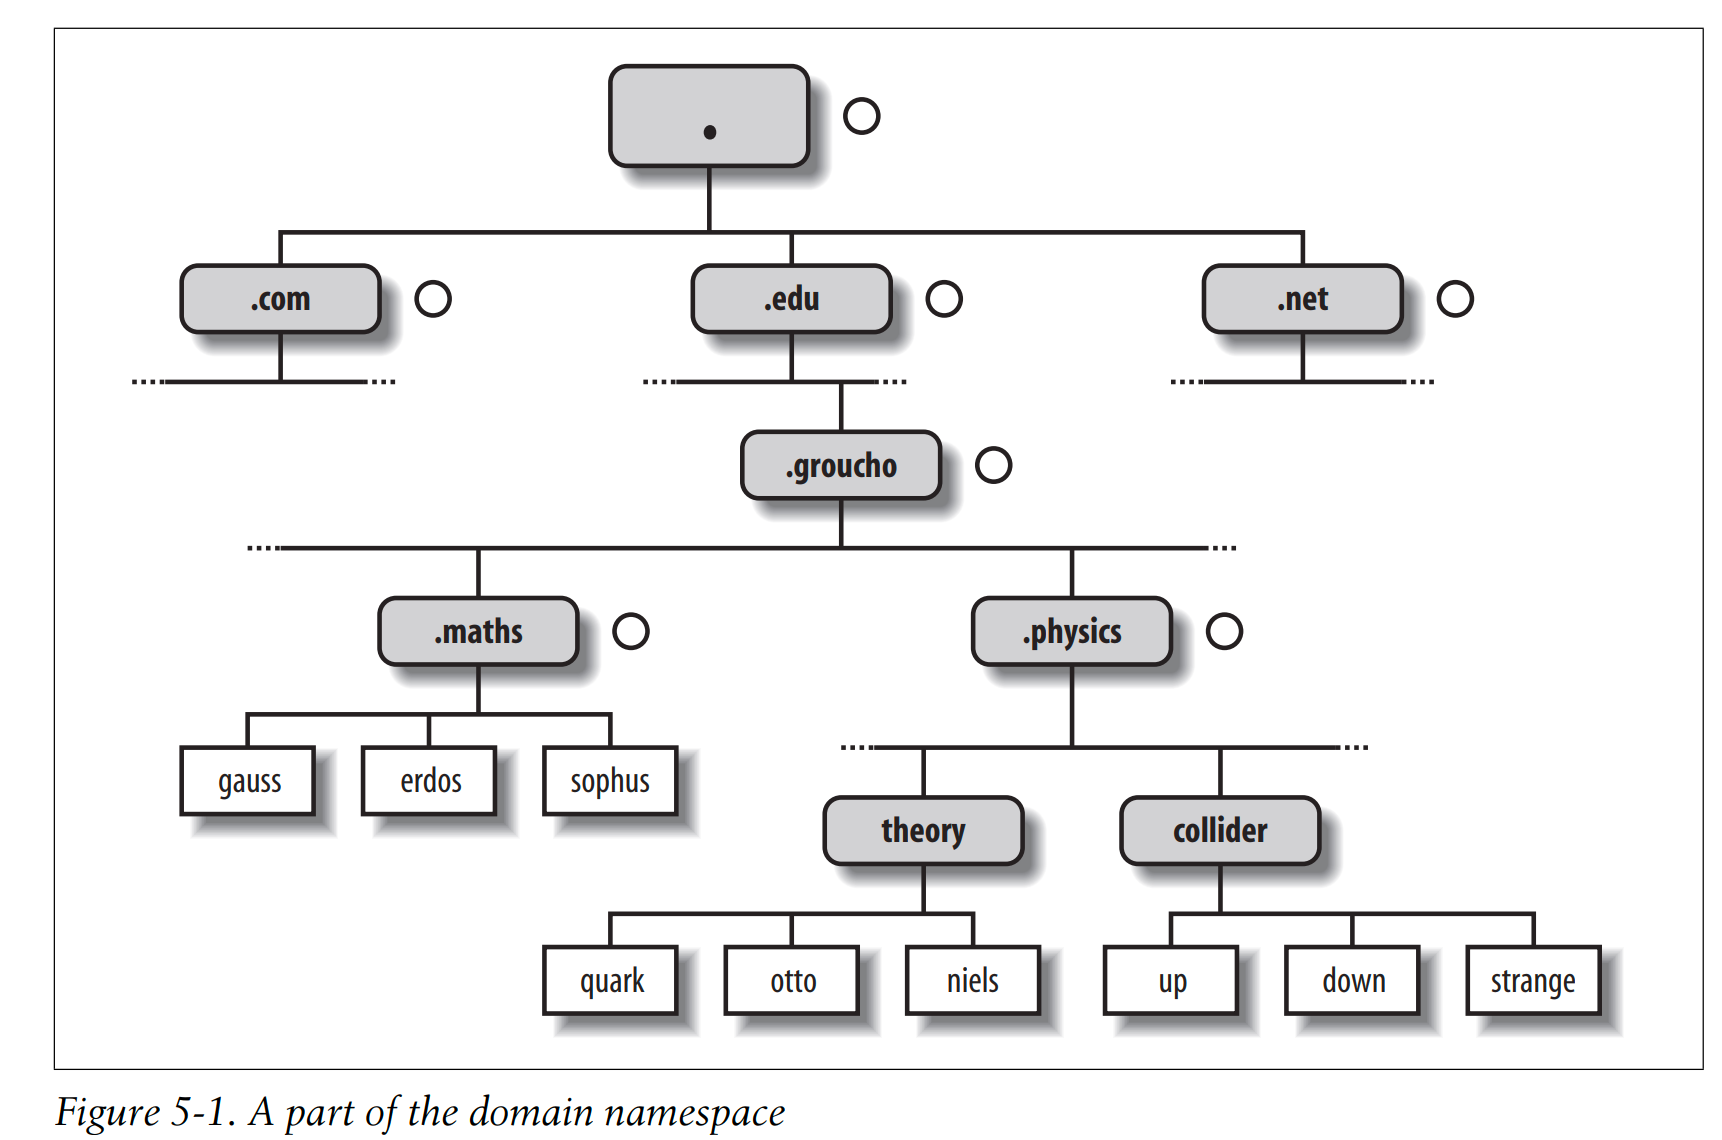 .
.com
.edu
.net
.groucho
.maths
.physics
gauss
erdos
sophus
theory
collider
quark
otto
niels
up
down
strange
Figure 5-1. A part of the domain namespace